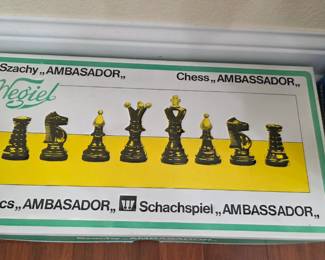 Szachy „AMBASADOR„
Chess „AMBASSADOR„
Wegiel
cs „AMBASADOR„
Schachspiel „AMBASSADOR„